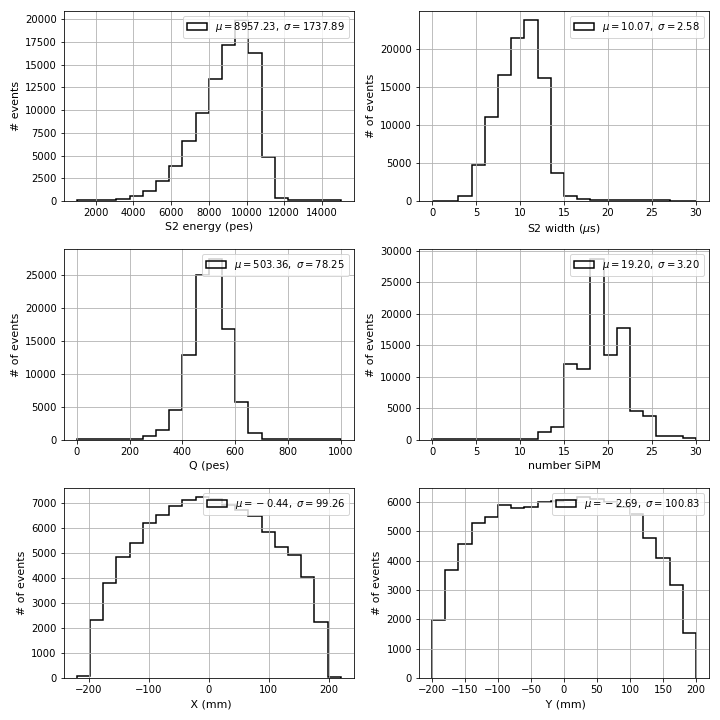 μ = 8957.23, σ = 1737.89
# events
20000
17500
15000
12500
10000
7500
5000
2500
0
2000 4000 6000 8000 10000 12000 14000
S2 energy (pes)
μ = 10.07, σ = 2.58
# of events
20000
15000
10000
5000
0
0 5 10 15 20 25 30
S2 width (μs)
μ = 503.36, σ = 78.25
# of events
25000
20000
15000
10000
5000
0
0 200 400 600 800 1000
Q (pes)
μ = 19.20, σ = 3.20
# of events
30000
25000
20000
15000
10000
5000
0
0 5 10 15 20 25 30
number SiPM
μ = −0.44, σ = 99.26
# of events
7000
6000
5000
4000
3000
2000
1000
0
−200 −100 0 100 200
X (mm)
μ = −2.69, σ = 100.83
# of events
6000
5000
4000
3000
2000
1000
0
−200 −150 −100 −50 0 50 100 150 200
Y (mm)